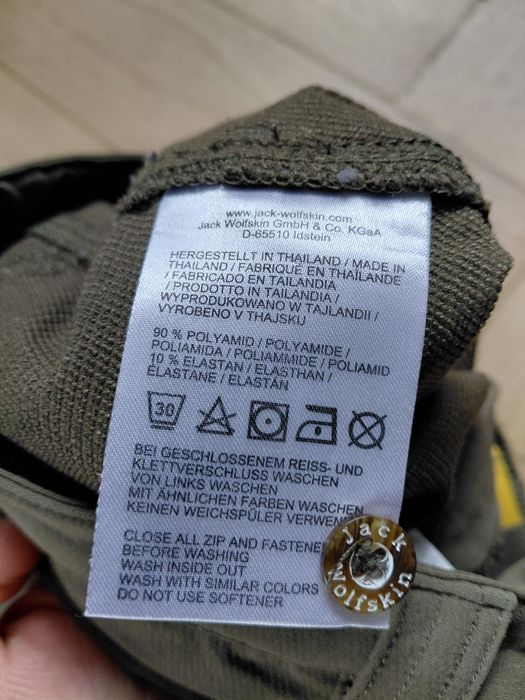 www.jack-wolfskin.com
Jack Wolfskin GmbH & Co. KGaA
D-65510 Idstein
HERGESTELLT IN THAILAND / MADE IN
THAILAND / FABRIQUÉ EN THAÏLANDE
/ FABRICADO EN TAILANDIA
/ PRODOTTO IN TAILANDIA /
WYPRODUKOWANO W TAJLANDII /
VYROBENO V THAJSKU
90 % POLYAMID / POLYAMIDE /
POLIAMIDA / POLIAMMIDE / POLIAMID
10 % ELASTAN / ELASTHAN /
ÉLASTANE / ELASTÁN
30
BEI GESCHLOSSENEM REISS- UND
KLETTVERSCHLUSS WASCHEN
VON LINKS WASCHEN
MIT ÄHNLICHEN FARBEN WASCHEN
KEINEN WEICHSPÜLER VERWEN
CLOSE ALL ZIP AND FASTENE
BEFORE WASHING
WASH INSIDE OUT
WASH WITH SIMILAR COLORS
DO NOT USE SOFTENER
jack
wolfskin